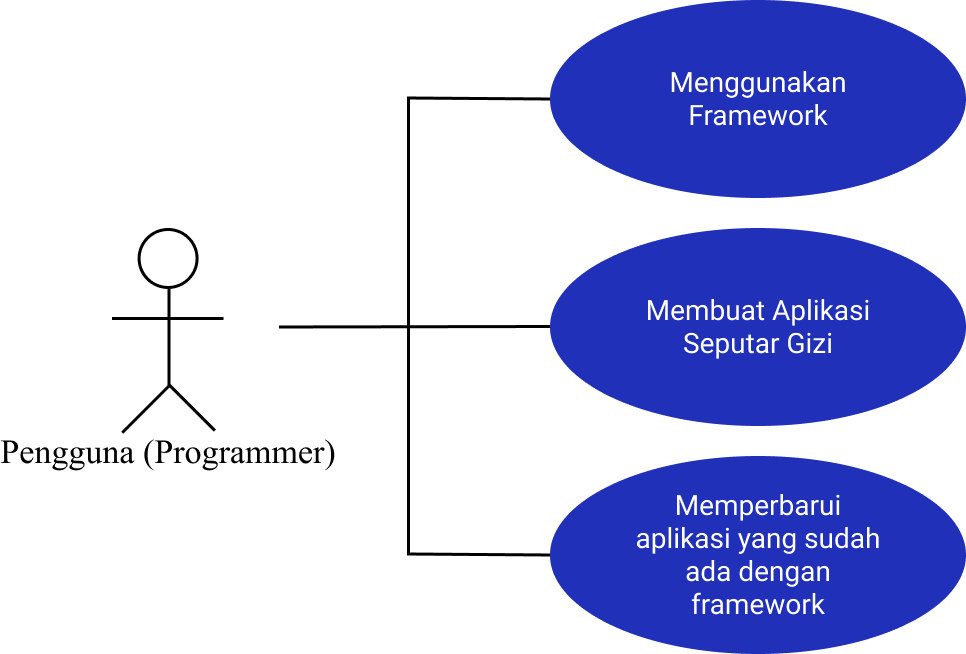 Menggunakan
Framework
Membuat Aplikasi
Seputar Gizi
Pengguna (Programmer)
Memperbarui
aplikasi yang sudah
ada dengan
framework